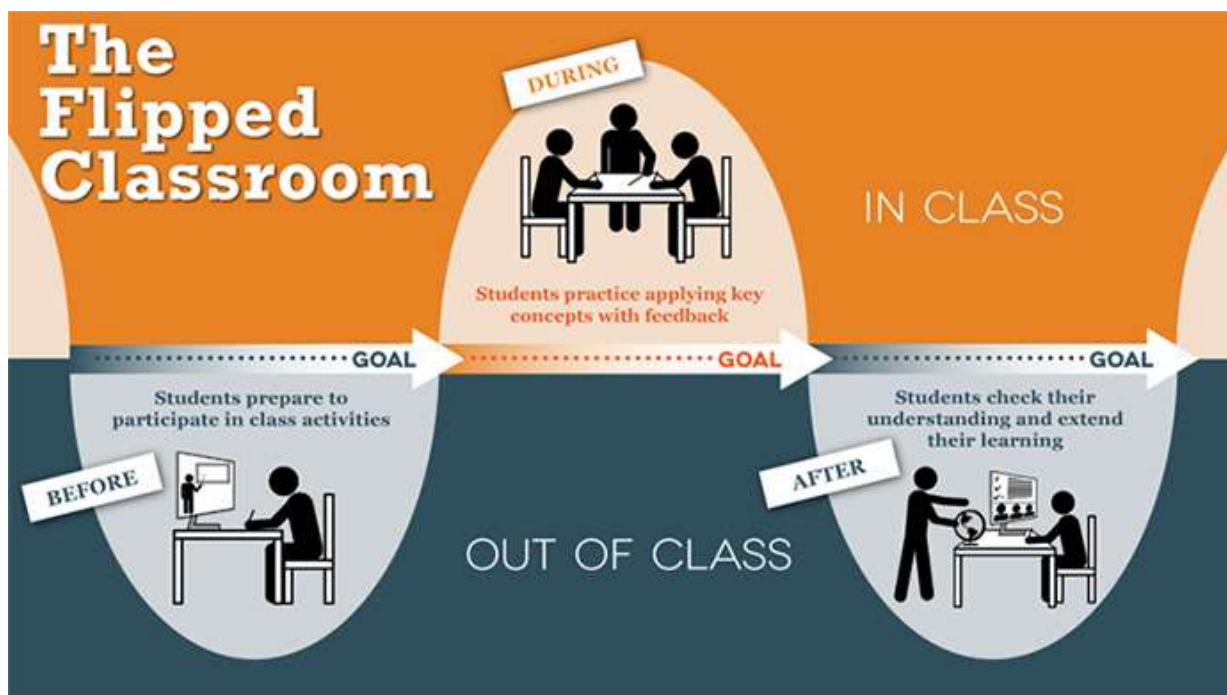 The
Flipped
Classroom
DURING
IN CLASS
Students practice applying key
concepts with feedback
GOAL
GOAL
GOAL
Students prepare to
participate in class activities
BEFORE
OUT OF CLASS
Students check their
understanding and extend
their learning
AFTER